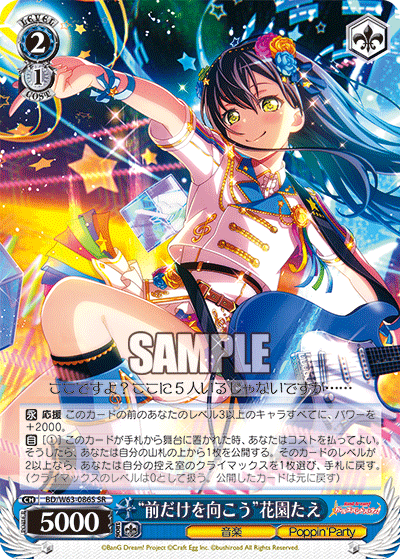 LEVEL
2
1
COST
SAMPLE
ここですよ？ここに５人いるじゃないですか……
永 応援 このカードの前のあなたのレベル3以上のキャラすべてに、パワーを
＋2000。
自［(1)］このカードが手札から舞台に置かれた時、あなたはコストを払ってよい。
そうしたら、あなたは自分の山札の上から1枚を公開する。そのカードのレベルが
2以上なら、あなたは自分の控え室のクライマックスを1枚選び、手札に戻す。
（クライマックスのレベルは0として扱う。公開したカードは元に戻す）
CH BD/W63-086S SR
POWER
5000
“前だけを向こう”花園たえ
音楽
Poppin'Party
©BanG Dream! Project ©Craft Egg Inc. ©bushiroad All Rights Reserved.